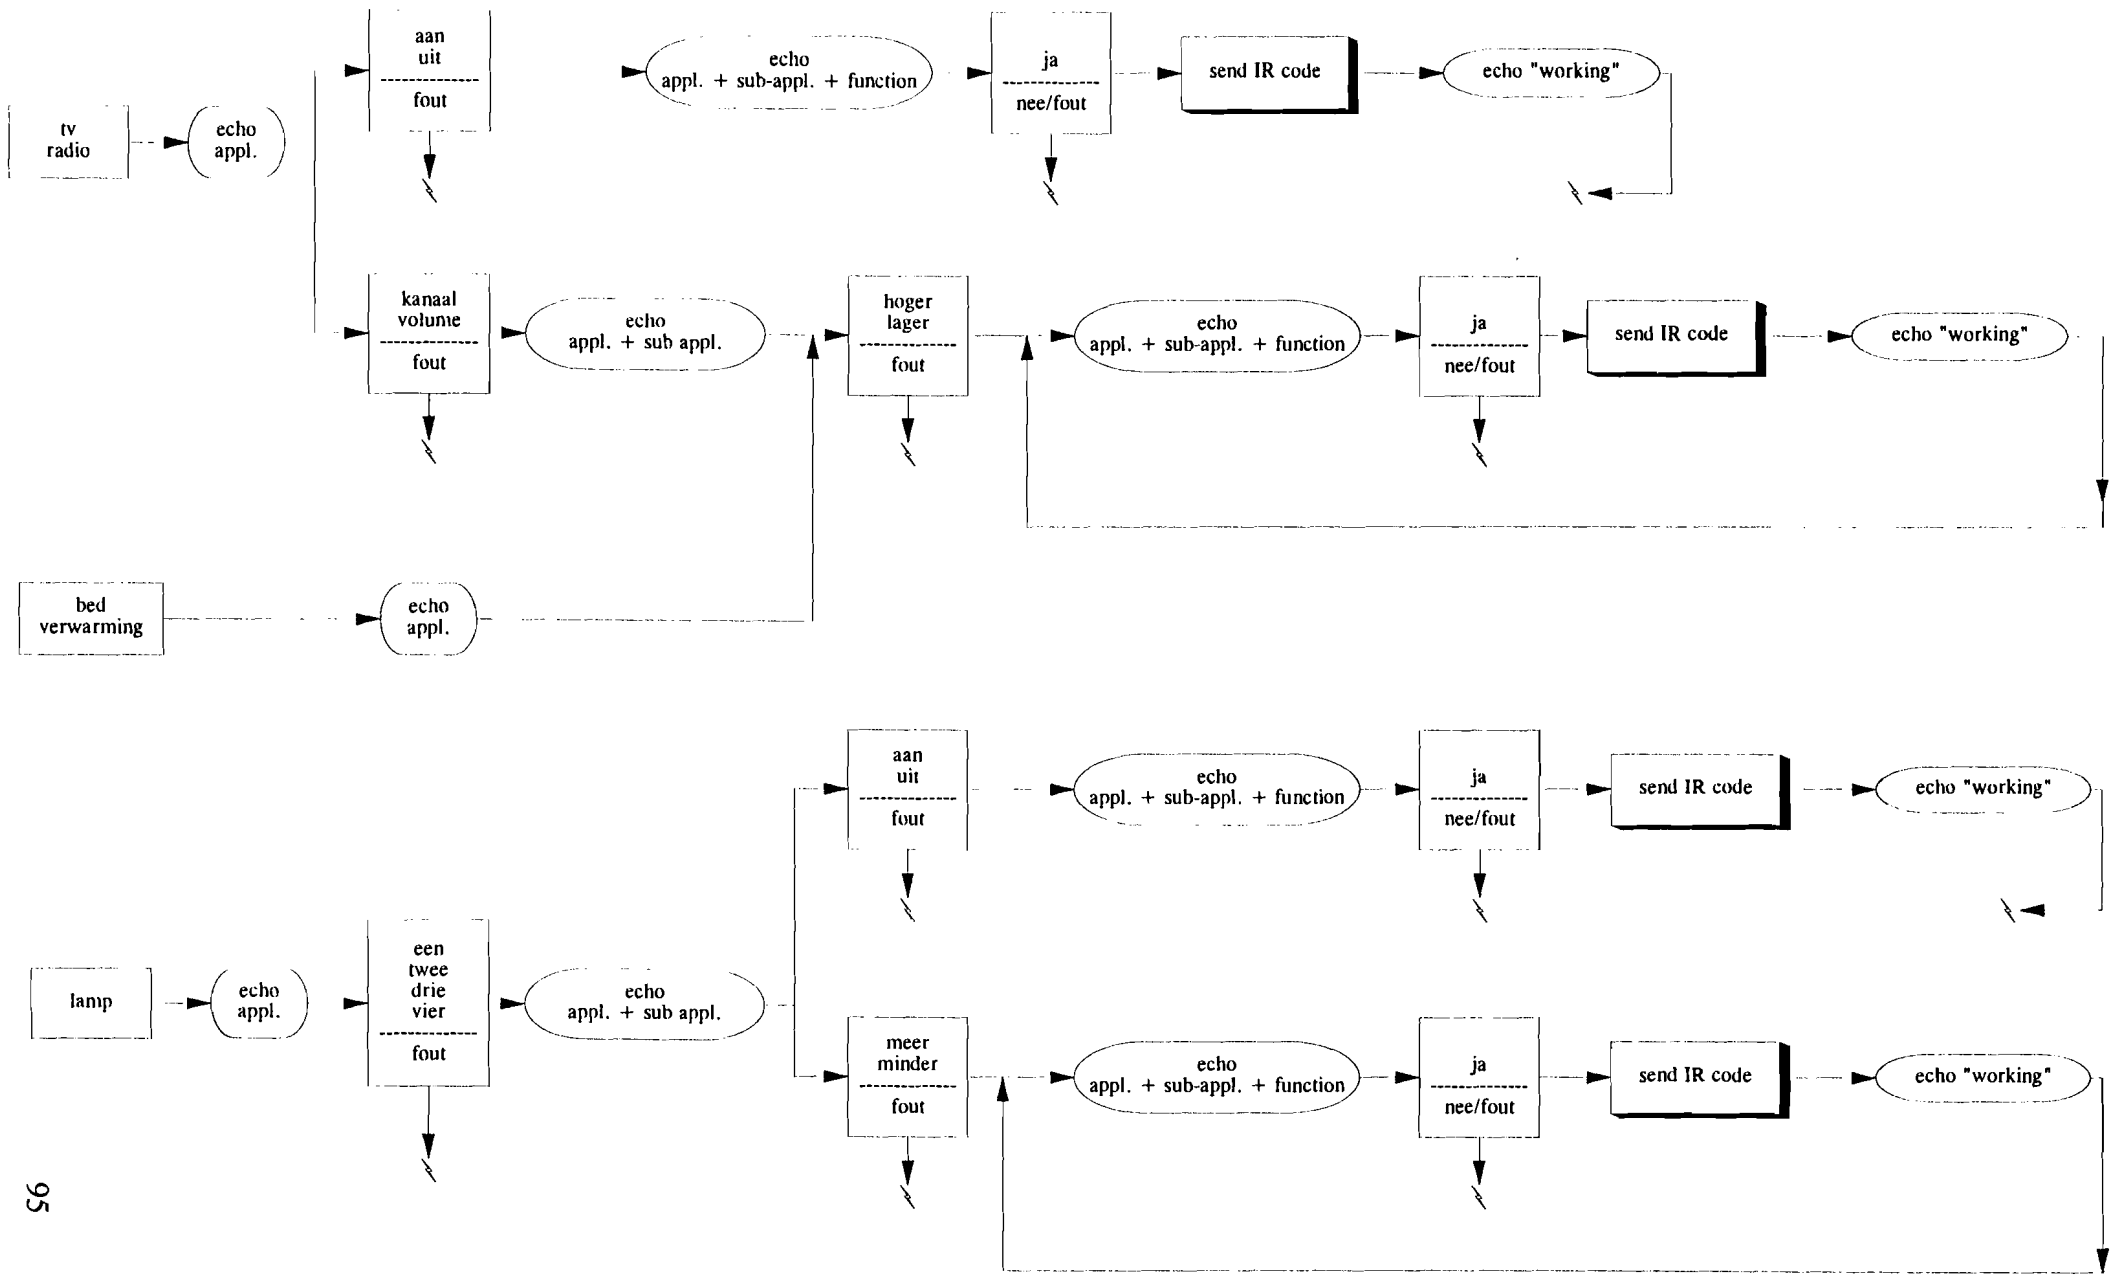 tv
radio
echo
appl.
aan
uit
fout
echo
appl. + sub-appl. + function
ja
nee/fout
send IR code
echo "working"
kanaal
volume
fout
echo
appl. + sub appl.
hoger
lager
fout
echo
appl. + sub-appl. + function
ja
nee/fout
send IR code
echo "working"
bed
verwarming
echo
appl.
aan
uit
fout
echo
appl. + sub-appl. + function
ja
nee/fout
send IR code
echo "working"
lamp
echo
appl.
een
twee
drie
vier
fout
echo
appl. + sub appl.
meer
minder
fout
echo
appl. + sub-appl. + function
ja
nee/fout
send IR code
echo "working"
95